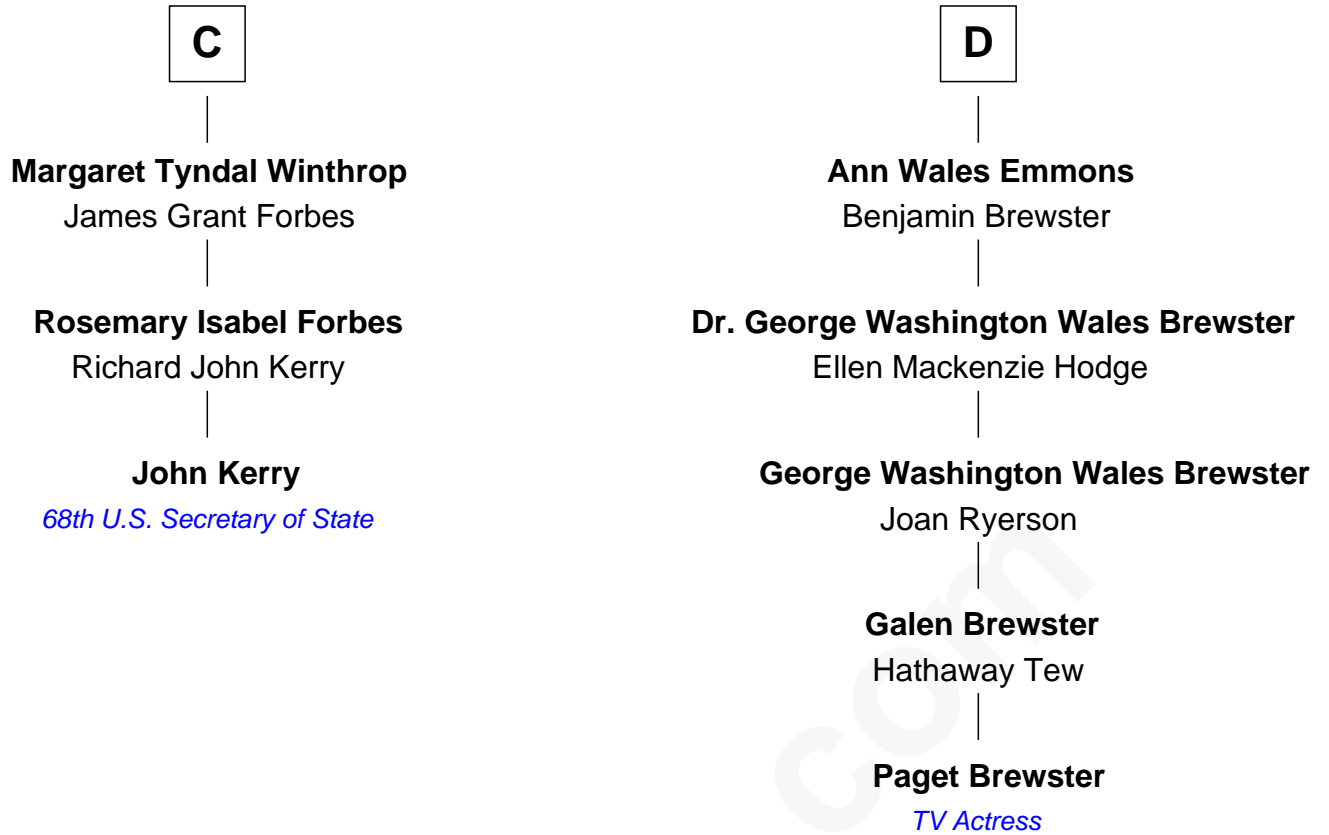 C
Margaret Tyndal Winthrop
James Grant Forbes
Rosemary Isabel Forbes
Richard John Kerry
John Kerry
68th U.S. Secretary of State
D
Ann Wales Emmons
Benjamin Brewster
Dr. George Washington Wales Brewster
Ellen Mackenzie Hodge
George Washington Wales Brewster
Joan Ryerson
Galen Brewster
Hathaway Tew
Paget Brewster
TV Actress
com